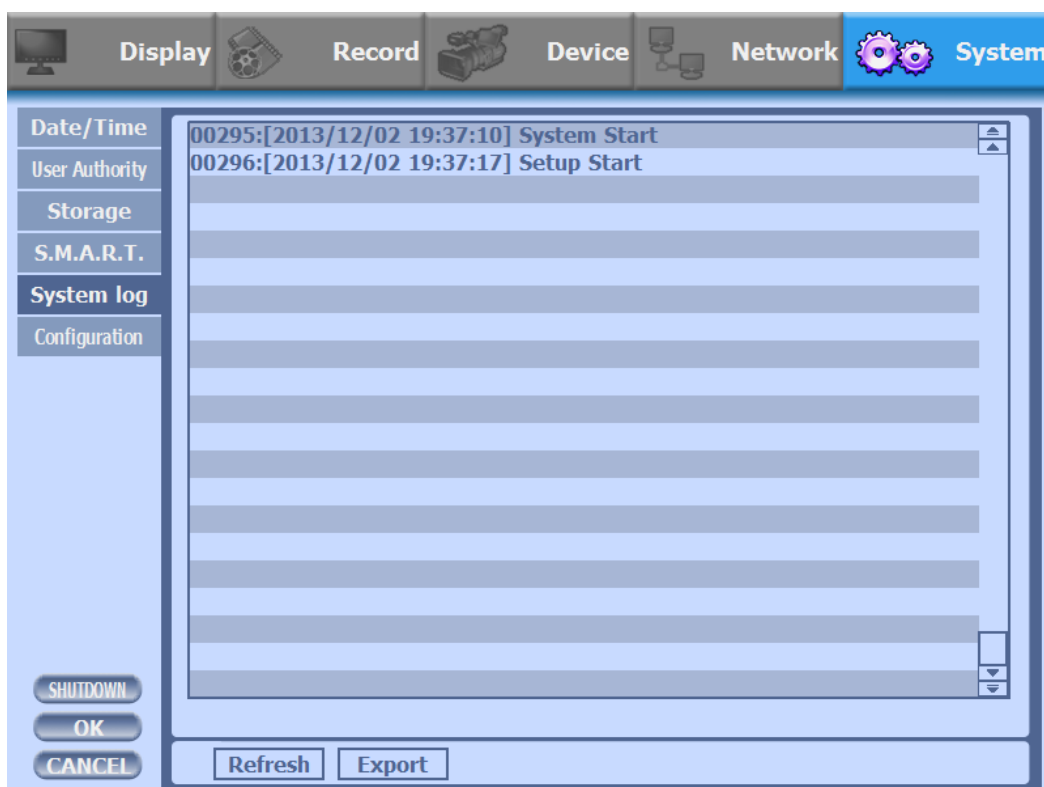 Display Record Device Network System
Date/Time
User Authority
Storage
S.M.A.R.T.
System log
Configuration
00295:[2013/12/02 19:37:10] System Start
00296:[2013/12/02 19:37:17] Setup Start
SHUTDOWN
OK
CANCEL
Refresh Export